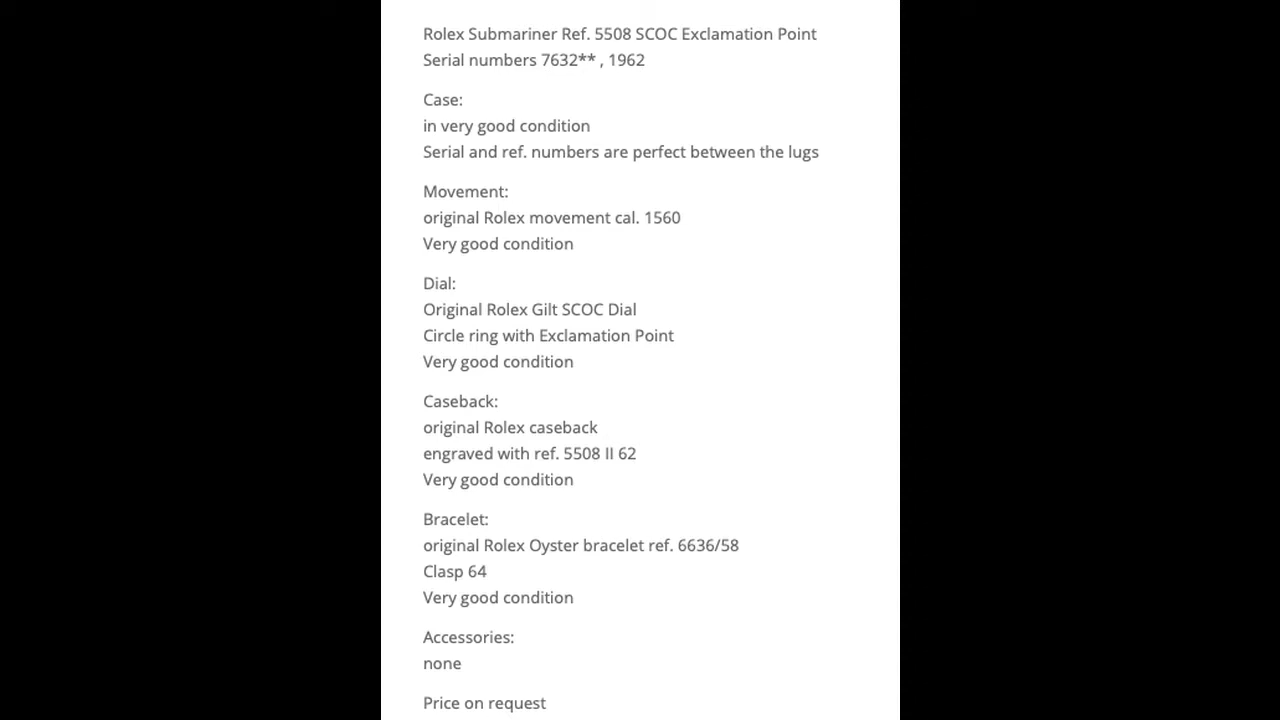 Rolex Submariner Ref. 5508 SCOC Exclamation Point
Serial numbers 7632** , 1962
Case:
in very good condition
Serial and ref. numbers are perfect between the lugs
Movement:
original Rolex movement cal. 1560
Very good condition
Dial:
Original Rolex Gilt SCOC Dial
Circle ring with Exclamation Point
Very good condition
Caseback:
original Rolex caseback
engraved with ref. 5508 II 62
Very good condition
Bracelet:
original Rolex Oyster bracelet ref. 6636/58
Clasp 64
Very good condition
Accessories:
none
Price on request